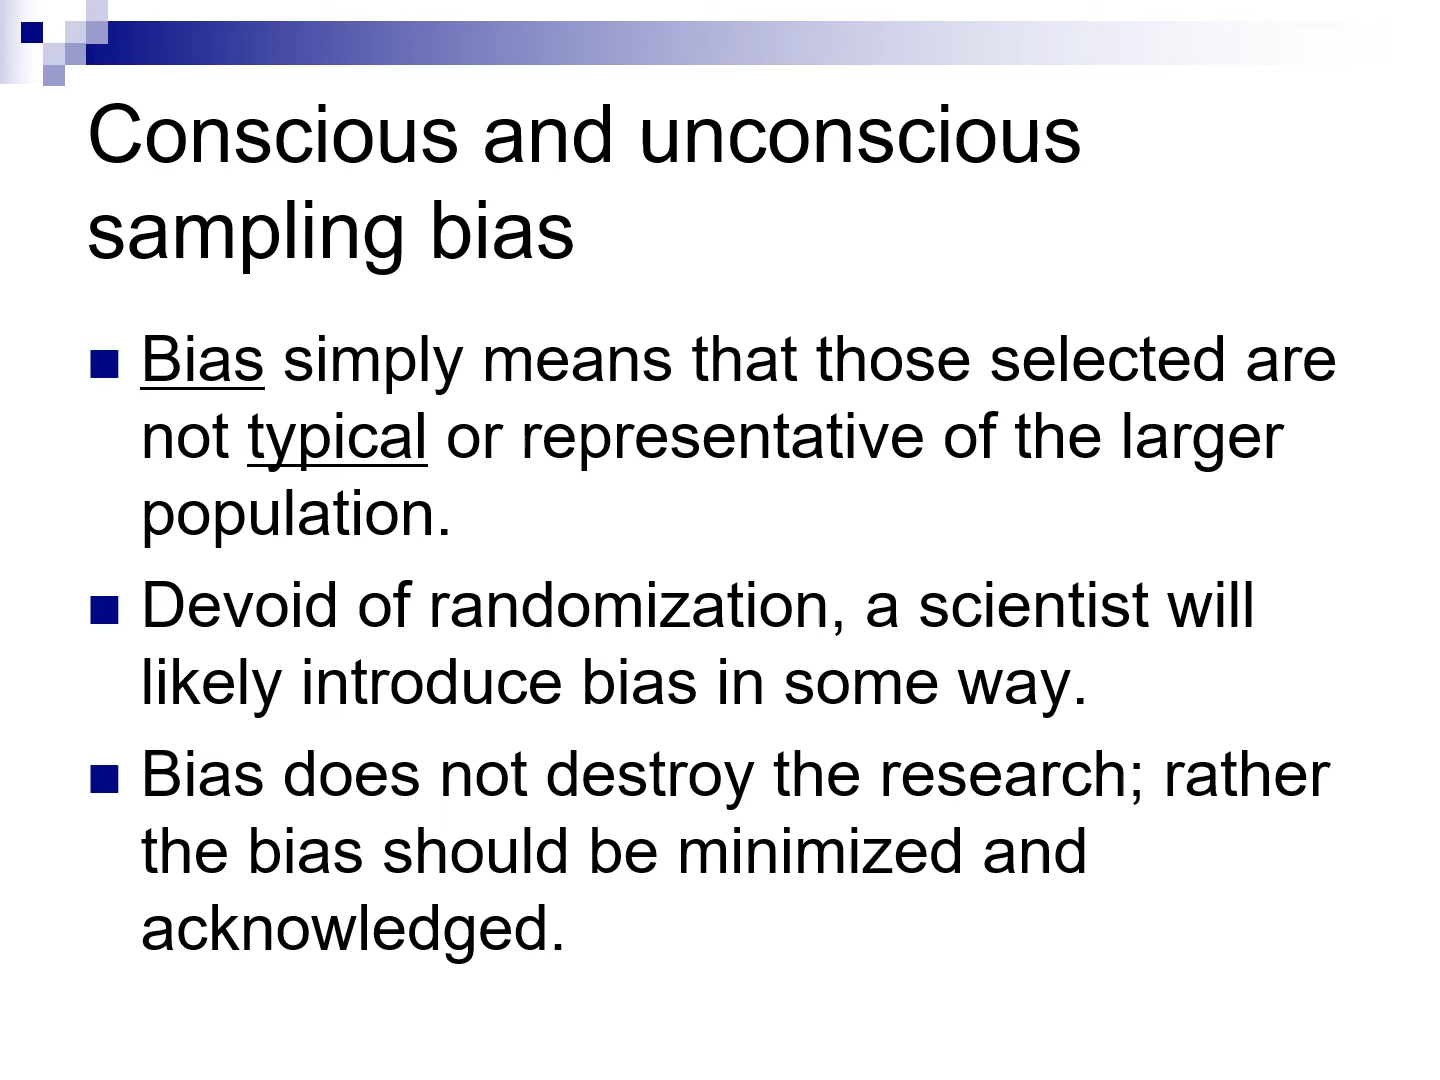 Conscious and unconscious
sampling bias
Bias simply means that those selected are
not typical or representative of the larger
population.
Devoid of randomization, a scientist will
likely introduce bias in some way.
Bias does not destroy the research; rather
the bias should be minimized and
acknowledged.